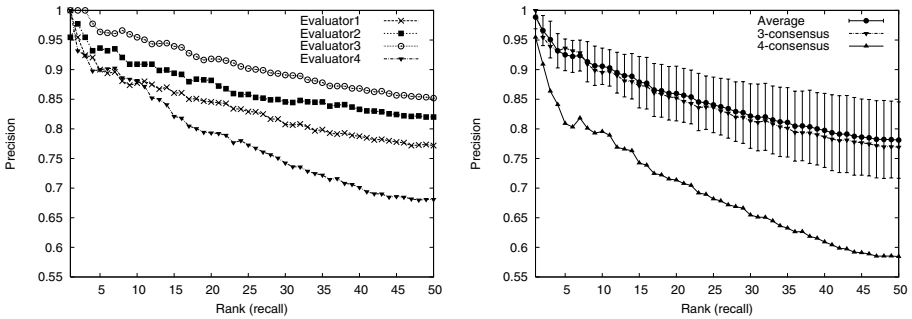 1
0.95
0.9
0.85
0.8
0.75
0.7
0.65
0.6
0.55
Precision
5 10 15 20 25 30 35 40 45 50
Rank (recall)
Evaluator1
Evaluator2
Evaluator3
Evaluator4
1
0.95
0.9
0.85
0.8
0.75
0.7
0.65
0.6
0.55
Precision
5 10 15 20 25 30 35 40 45 50
Rank (recall)
Average
3-consensus
4-consensus